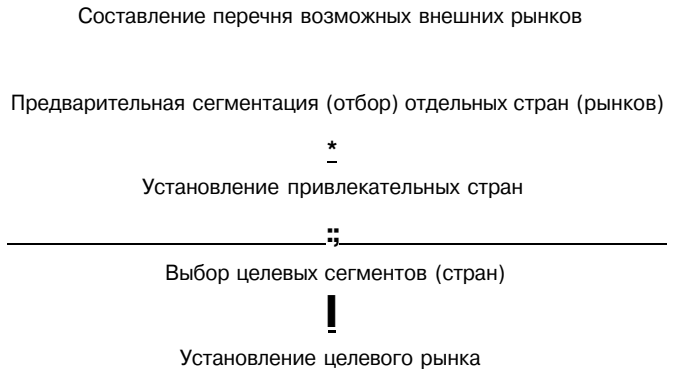 Составление перечня возможных внешних рынков
Предварительная сегментация (отбор) отдельных стран (рынков)
*
Установление привлекательных стран
Выбор целевых сегментов (стран)
Установление целевого рынка